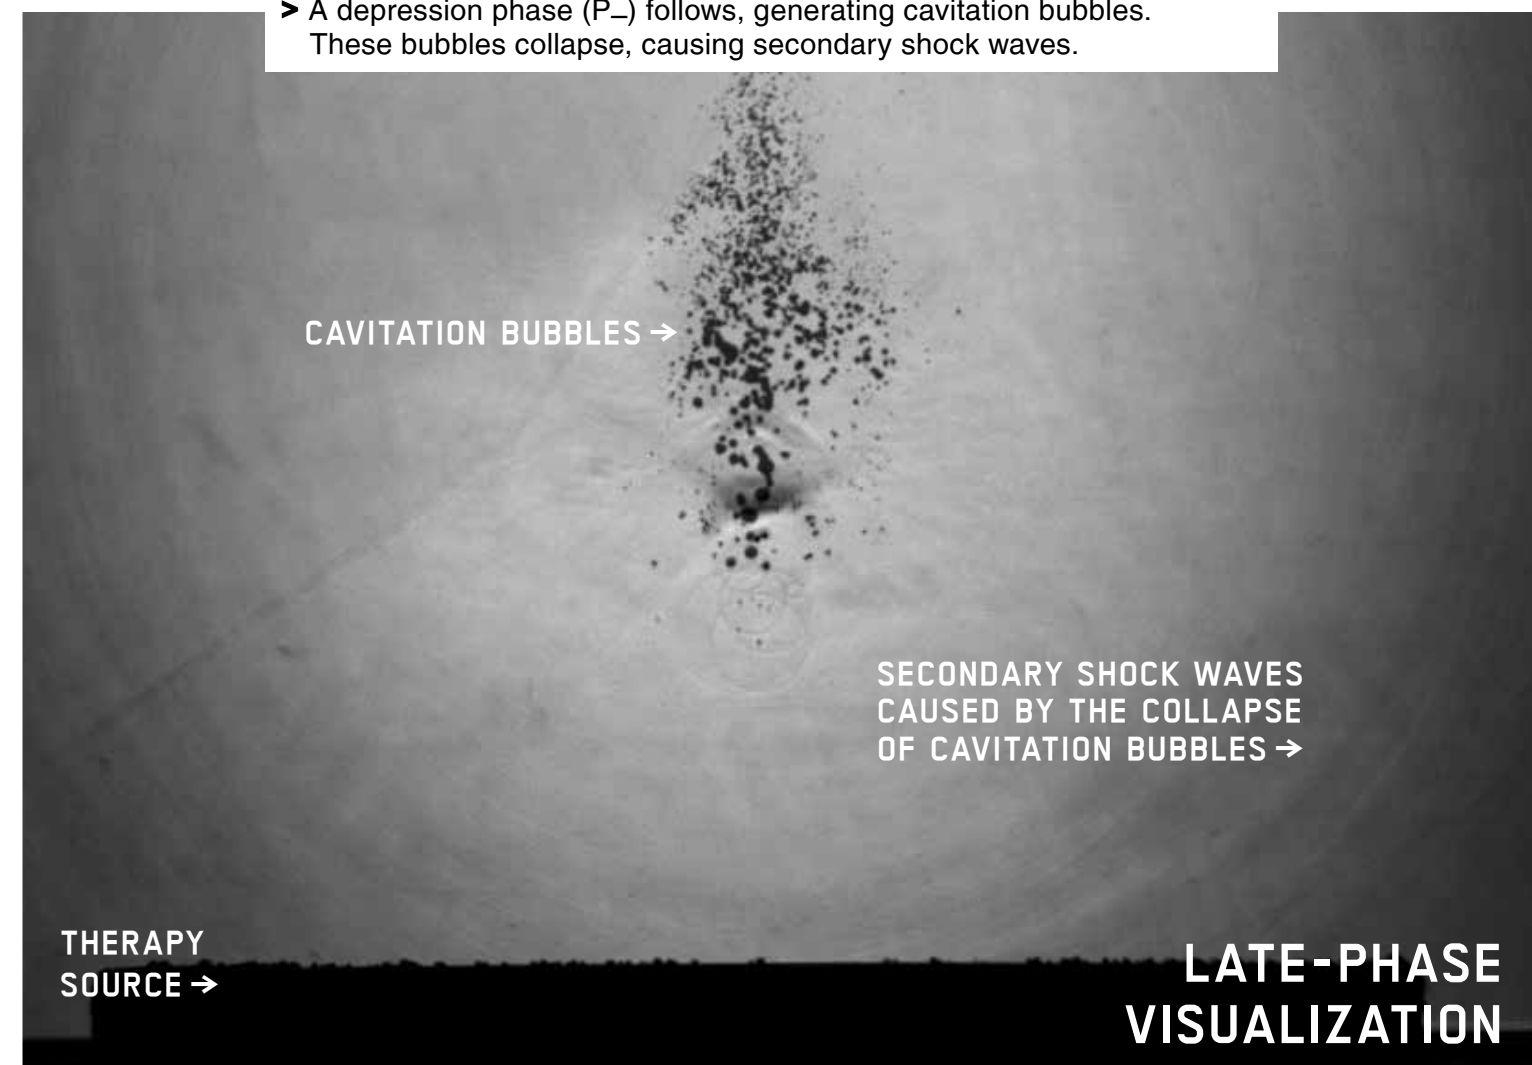 > A depression phase (P–) follows, generating cavitation bubbles.
These bubbles collapse, causing secondary shock waves.
CAVITATION BUBBLES →
SECONDARY SHOCK WAVES
CAUSED BY THE COLLAPSE
OF CAVITATION BUBBLES →
THERAPY
SOURCE →
LATE-PHASE
VISUALIZATION